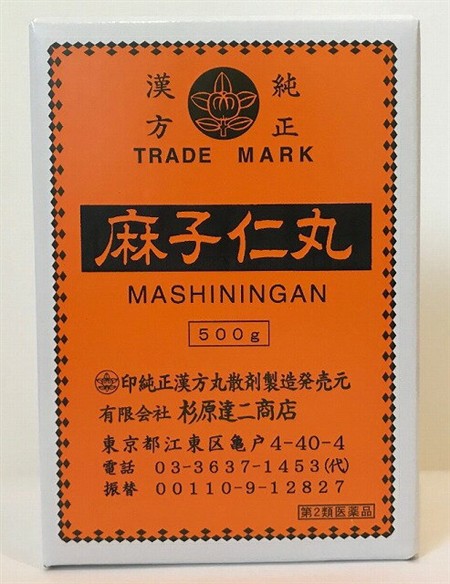 純正漢方
TRADE MARK
麻子仁丸
MASHININGAN
500g
印純正漢方丸散剤製造発売元
有限会社 杉原達二商店
東京都江東区亀戸4-40-4
電話 03-3637-1453(代)
振替 00110-9-12827
第2類医薬品